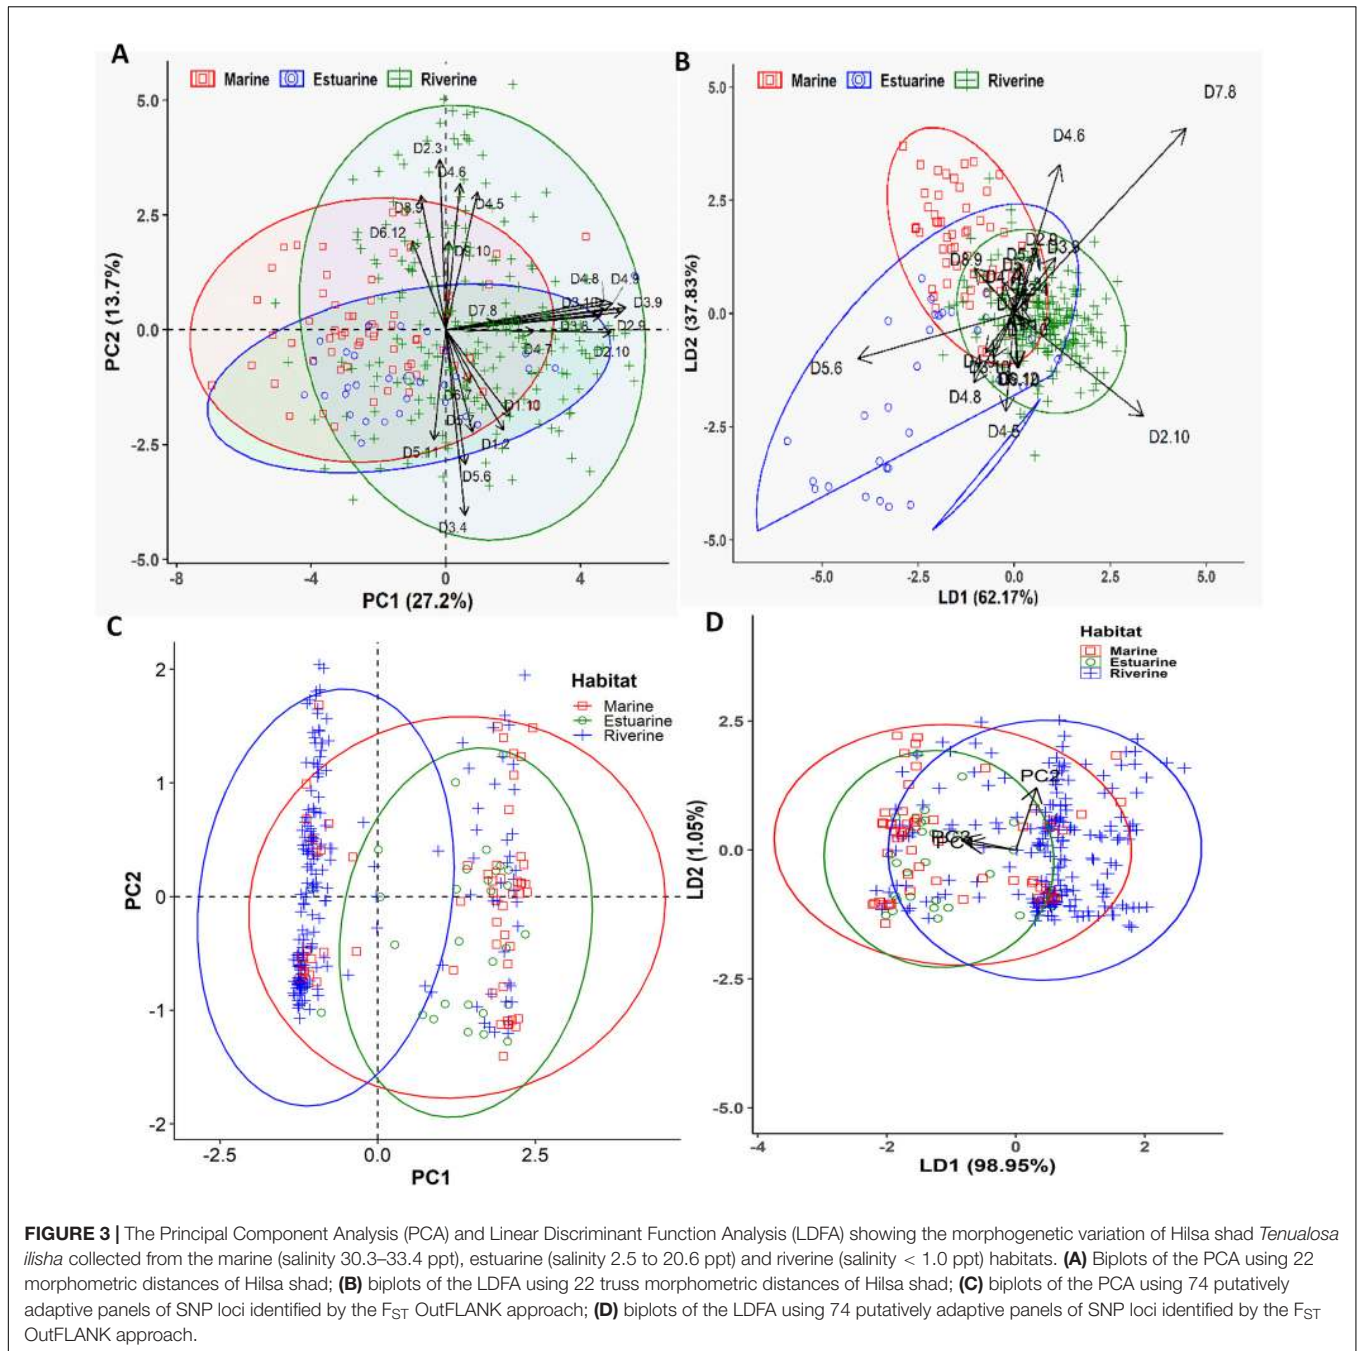 A
Marine Estuarine Riverine
5.0
2.5
0.0
-2.5
-5.0
PC2 (13.7%)
D2.3
D4.6
D4.5
D8.9
D6.12
D4.8
D4.9
D3.9
D7.8
D3.8
D2.9
D4.7
D2.10
D1.10
D5.7
D1.2
D5.11
D5.6
D3.4
-8 -4 0 4
PC1 (27.2%)
B
Marine Estuarine Riverine
5.0
2.5
0.0
-2.5
-5.0
LD2 (37.83%)
D7.8
D4.6
D8.9
D5.6
D4.8
D4.5
D2.10
-5.0 -2.5 0.0 2.5 5.0
LD1 (62.17%)
C
Habitat
Marine
Estuarine
Riverine
2
1
0
-1
-2
PC2
-2.5 0.0 2.5
PC1
D
Habitat
Marine
Estuarine
Riverine
2.5
0.0
-2.5
-5.0
LD2 (1.05%)
PC2
-4 -2 0 2
LD1 (98.95%)
FIGURE 3 | The Principal Component Analysis (PCA) and Linear Discriminant Function Analysis (LDFA) showing the morphogenetic variation of Hilsa shad Tenualosa
ilisha collected from the marine (salinity 30.3–33.4 ppt), estuarine (salinity 2.5 to 20.6 ppt) and riverine (salinity < 1.0 ppt) habitats. (A) Biplots of the PCA using 22
morphometric distances of Hilsa shad; (B) biplots of the LDFA using 22 truss morphometric distances of Hilsa shad; (C) biplots of the PCA using 74 putatively
adaptive panels of SNP loci identified by the FST OutFLANK approach; (D) biplots of the LDFA using 74 putatively adaptive panels of SNP loci identified by the FST
OutFLANK approach.